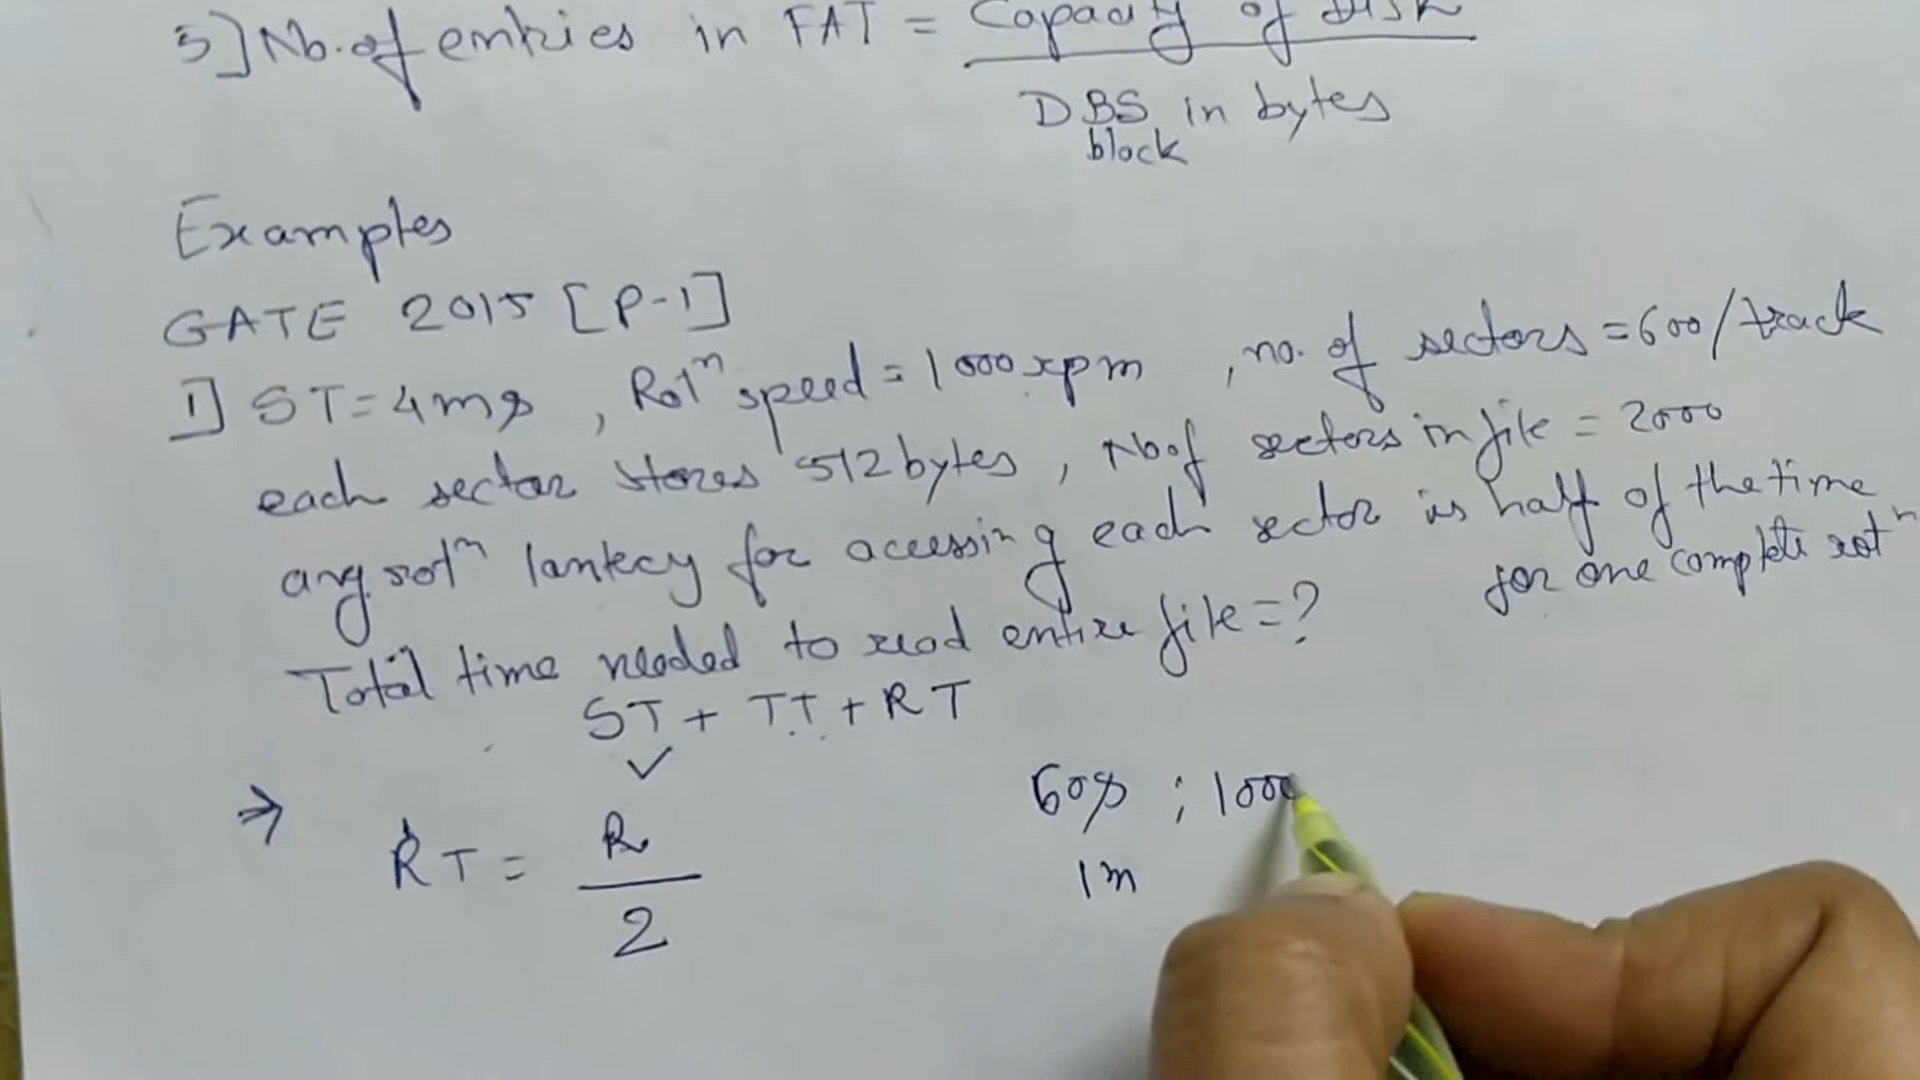 5] No. of entries in FAT = Capacity of Disk
DBS in bytes
block
Examples
GATE 2015 [P-1]
1] ST = 4ms , Rotⁿ speed = 1000 rpm , no. of sectors = 600/track
each sector stores 512 bytes , No of sectors in file = 2000
avg rotⁿ lantecy for accessing each sector is half of the time
for one complete rotⁿ
Total time needed to read entire file = ?
ST + TT + RT
✓
60s ; 1000
⇒ RT = R
2
1m